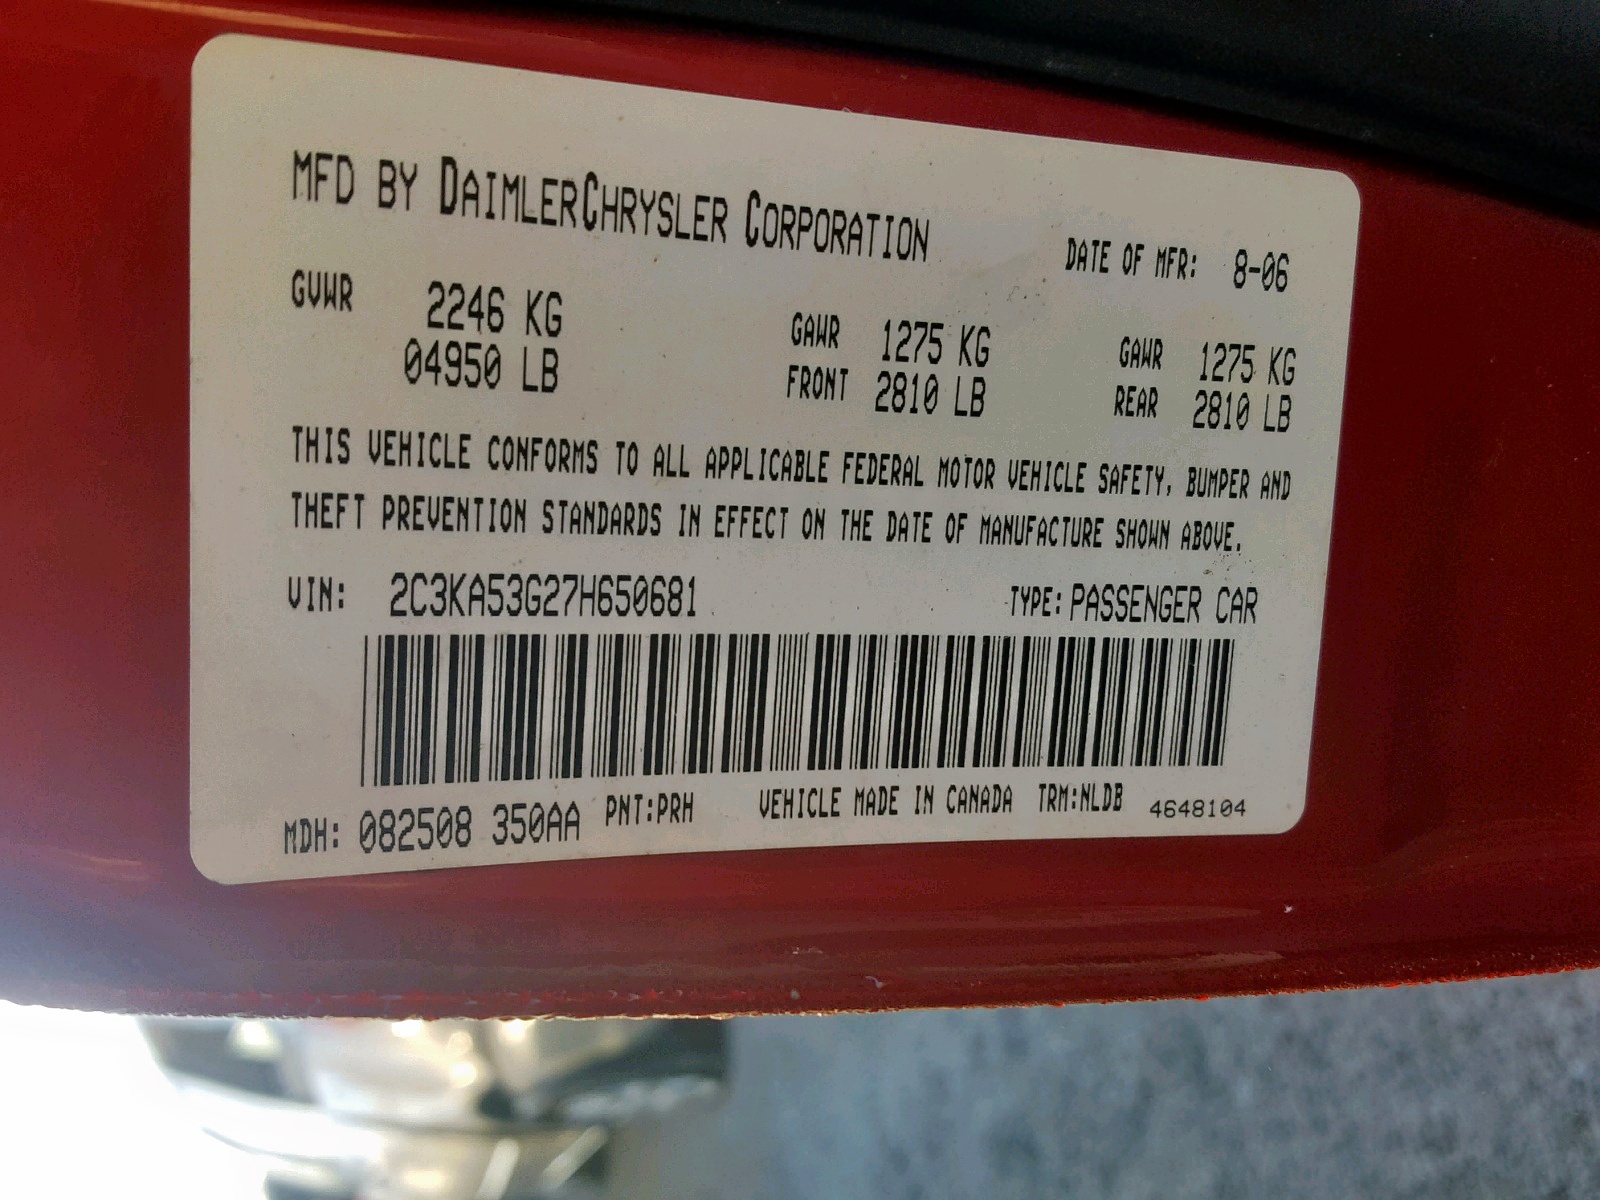 MFD BY DAIMLERCHRYSLER CORPORATION DATE OF MFR: 8-06
GVWR 2246 KG GAWR 1275 KG GAWR 1275 KG
04950 LB FRONT 2810 LB REAR 2810 LB
THIS VEHICLE CONFORMS TO ALL APPLICABLE FEDERAL MOTOR VEHICLE SAFETY, BUMPER AND
THEFT PREVENTION STANDARDS IN EFFECT ON THE DATE OF MANUFACTURE SHOWN ABOVE.
VIN: 2C3KA53G27H650681 TYPE: PASSENGER CAR
MDH: 082508 350AA PNT:PRH VEHICLE MADE IN CANADA TRM:NLDB 4648104